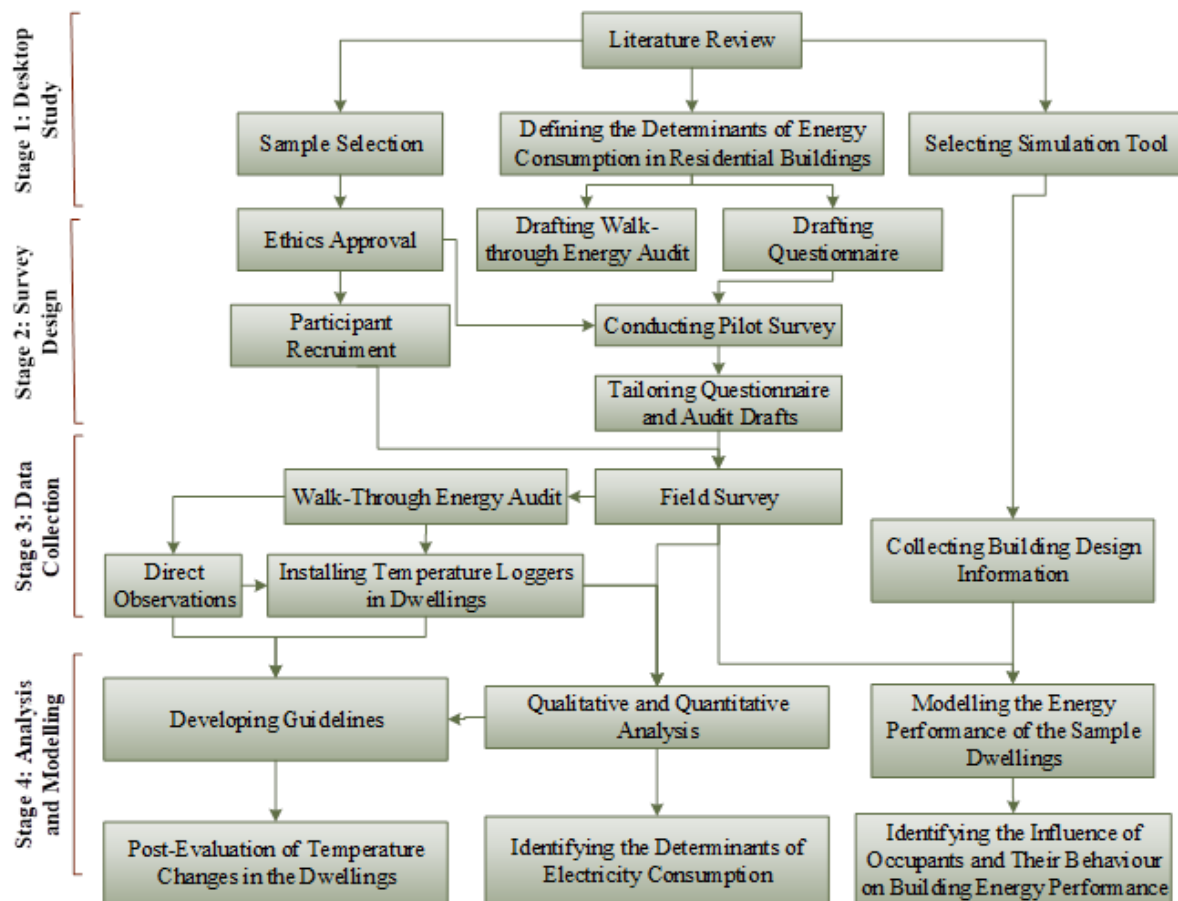 Stage 1: Desktop
Study
Literature Review
Sample Selection
Defining the Determinants of Energy
Consumption in Residential Buildings
Selecting Simulation Tool
Stage 2: Survey
Design
Ethics Approval
Drafting Walk-
through Energy Audit
Drafting
Questionnaire
Participant
Recruiment
Conducting Pilot Survey
Tailoring Questionnaire
and Audit Drafts
Stage 3: Data
Collection
Walk-Through Energy Audit
Field Survey
Direct
Observations
Installing Temperature Loggers
in Dwellings
Collecting Building Design
Information
Stage 4: Analysis
and Modelling
Developing Guidelines
Qualitative and Quantitative
Analysis
Modelling the Energy
Performance of the Sample
Dwellings
Post-Evaluation of Temperature
Changes in the Dwellings
Identifying the Determinants of
Electricity Consumption
Identifying the Influence of
Occupants and Their Behaviour
on Building Energy Performance